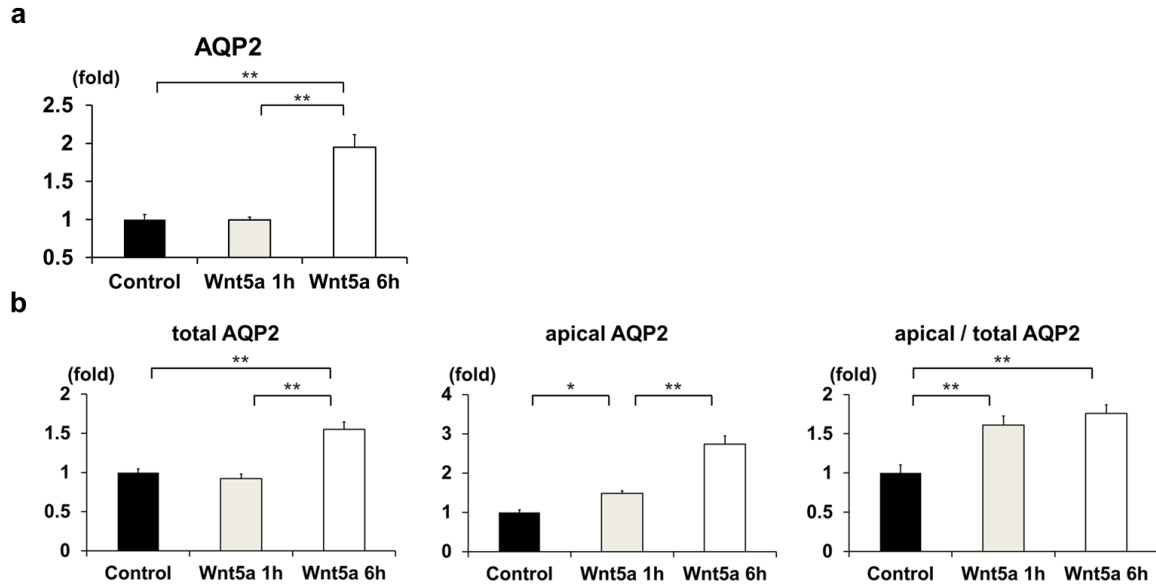 a
AQP2
(fold)
**
**
2.5
2
1.5
1
0.5
Control Wnt5a 1h Wnt5a 6h
b
total AQP2
(fold)
**
**
2
1.5
1
0.5
0
Control Wnt5a 1h Wnt5a 6h
apical AQP2
(fold)
*
**
4
3
2
1
0
Control Wnt5a 1h Wnt5a 6h
apical / total AQP2
(fold)
**
**
2
1.5
1
0.5
0
Control Wnt5a 1h Wnt5a 6h